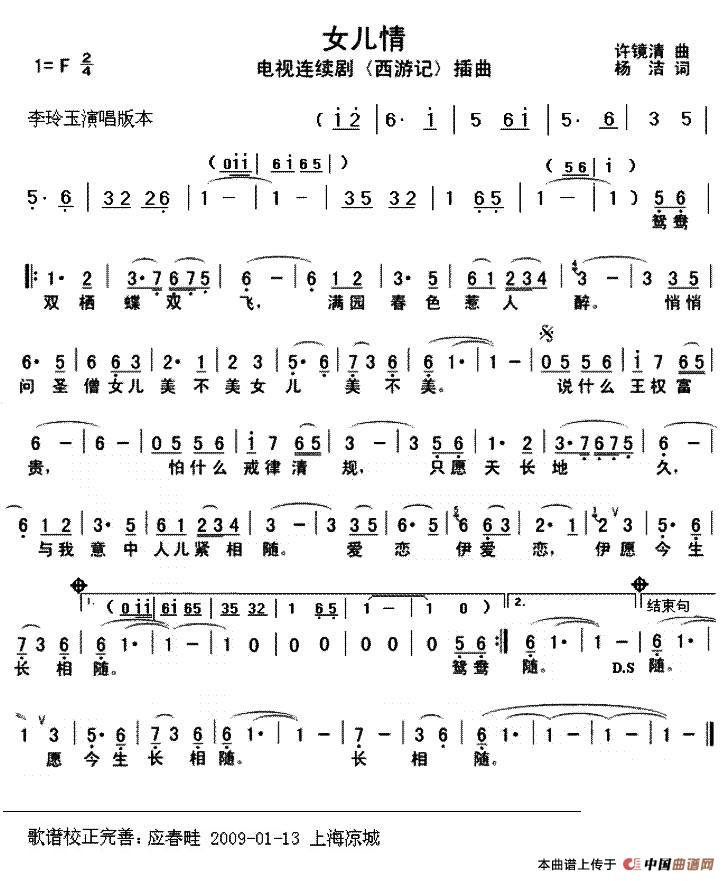 女儿情
1= F 2/4
电视连续剧〈西游记〉插曲
许镜清 曲
杨 洁 词
李玲玉演唱版本
( i 2 | 6· i | 5 6 i | 5· 6 | 3 5 |
( 0 i i | 6 i 6 5 | ) ( 5 6 | i )
5· 6 | 3 2 2 6 | 1 - | 1 - | 3 5 3 2 | 1 6 5 | 1 - | 1 ) 5 6 |
鸳鸯
|: 1· 2 | 3· 7 6 7 5 | 6 - | 6 1 2 | 3· 5 | 6 1 2 3 4 | 3 - | 3 3 5 |
双 栖 蝶 双 飞， 满园 春 色 惹 人 醉。 悄悄
6· 5 | 6 6 3 | 2· 1 | 2 3 | 5· 6 | 7 3 6 | 6 1· | 1 - | 0 5 5 6 | i 7 6 5 |
问 圣 僧女儿 美 不 美女 儿 美 不 美。 说什么 王 权 富
6 - | 6 - | 0 5 5 6 | i 7 6 5 | 3 - | 3 5 6 | 1· 2 | 3· 7 6 7 5 | 6 - |
贵， 怕什么 戒 律 清 规， 只愿 天 长 地 久，
6 1 2 | 3· 5 | 6 1 2 3 4 | 3 - | 3 3 5 | 6· 5 | 6 6 3 | 2· 1 | 2 3 | 5· 6 |
与我 意 中 人儿紧相 随。 爱 恋 伊爱 恋， 伊 愿 今 生
1. ( 0 i i | 6 i 6 5 | 3 5 3 2 | 1 6 5 | 1 - | 1 0 ) 2. 结束句
7 3 6 | 6 1· | 1 - | 1 0 | 0 0 | 0 0 | 0 0 | 0 5 6 :| 6 1· | 1 - | 6 1· |
长 相 随。 鸳鸯 随。 D.S 随。
1 3 | 5· 6 | 7 3 6 | 6 1· | 1 - | 7 - | 3 6 | 6 1· | 1 - | 1 - | 1 - ‖
愿 今 生 长 相 随。 长 相 随。
歌谱校正完善：应春畦 2009-01-13 上海凉城
本曲谱上传于 中国曲谱网